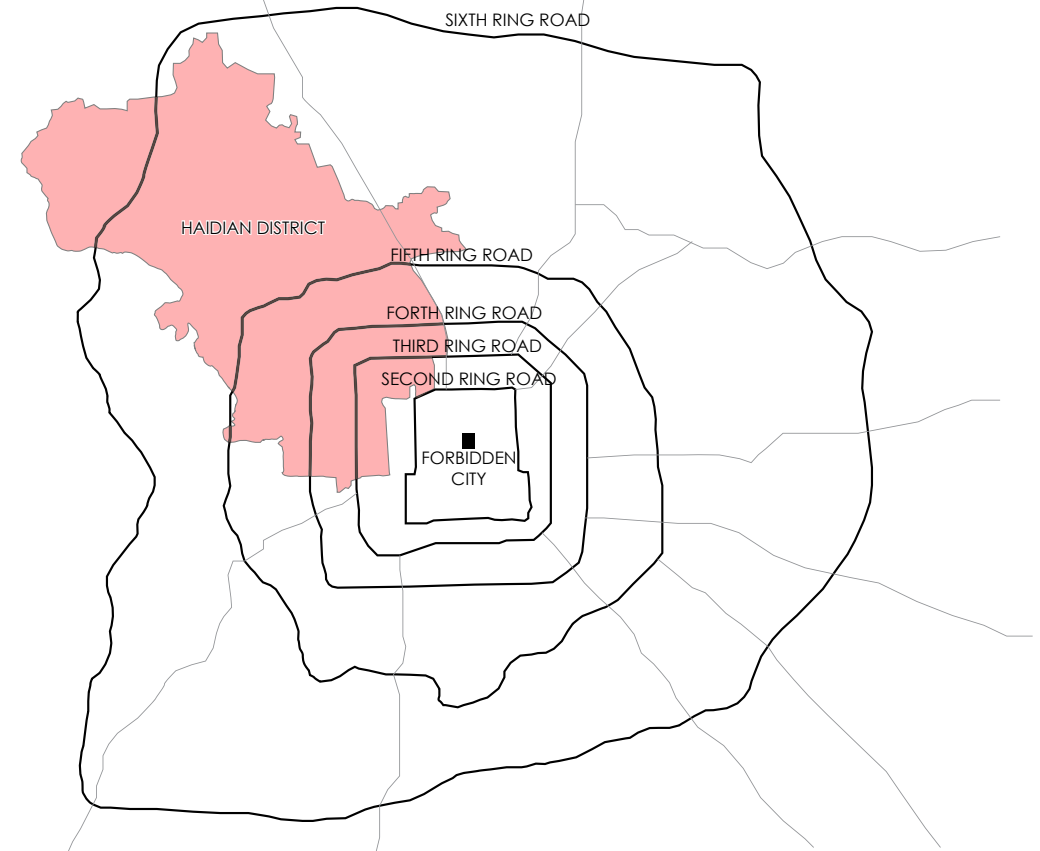 SIXTH RING ROAD
HAIDIAN DISTRICT
FIFTH RING ROAD
FORTH RING ROAD
THIRD RING ROAD
SECOND RING ROAD
FORBIDDEN
CITY